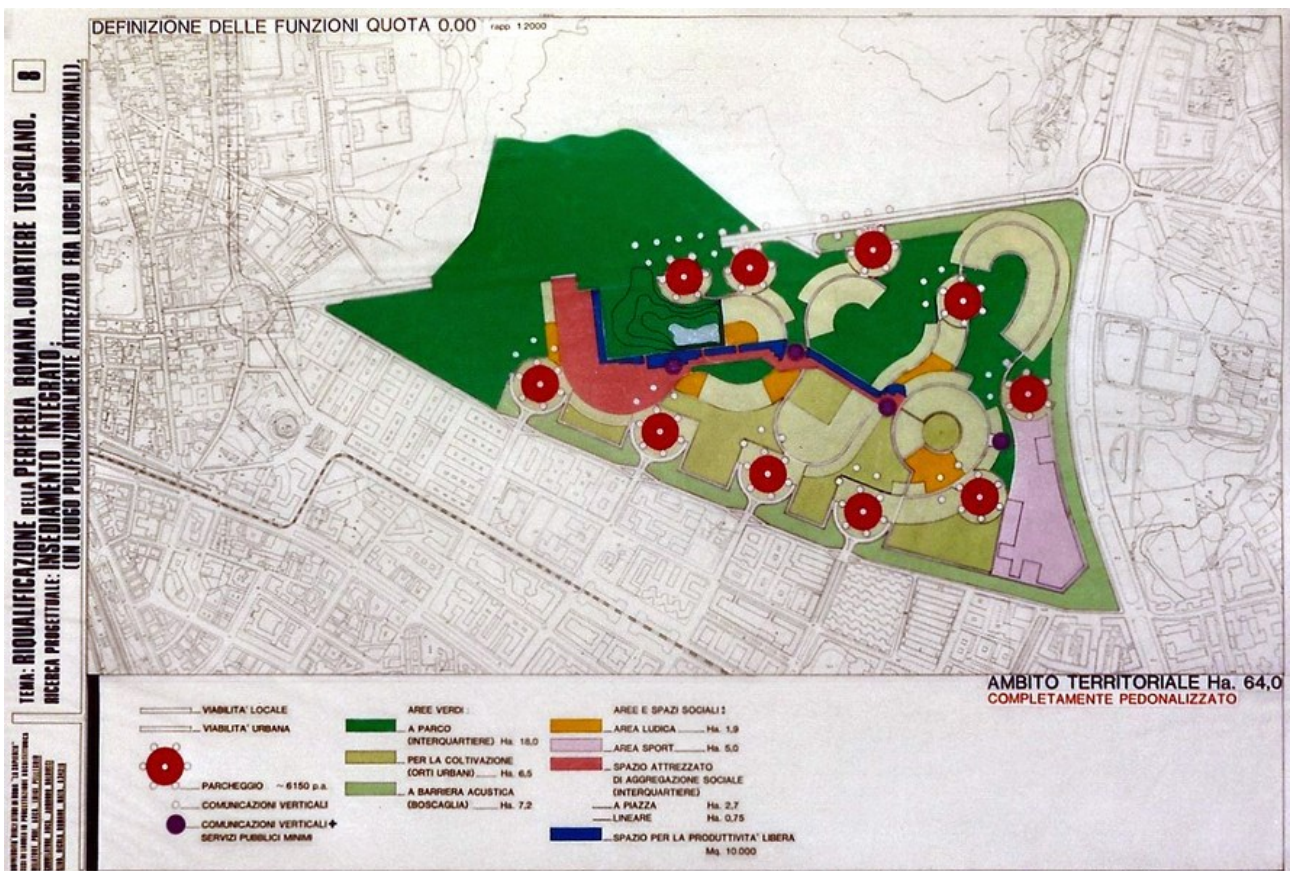 DEFINIZIONE DELLE FUNZIONI QUOTA 0.00 rapp. 1:2000
8
TEMA: RIQUALIFICAZIONE DELLA PERIFERIA ROMANA. QUARTIERE TUSCOLANO.
RICERCA PROGETTUALE: INSEDIAMENTO INTEGRATO;
(UN LUOGO POLIFUNZIONALMENTE ATTREZZATO FRA LUOGHI MONOFUNZIONALI).
AMBITO TERRITORIALE Ha. 64,0
COMPLETAMENTE PEDONALIZZATO
VIABILITA' LOCALE
VIABILITA' URBANA
PARCHEGGIO ~6150 p.a.
COMUNICAZIONI VERTICALI
COMUNICAZIONI VERTICALI +
SERVIZI PUBBLICI MINIMI
AREE VERDI :
A PARCO
(INTERQUARTIERE) Ha. 18,0
PER LA COLTIVAZIONE
(ORTI URBANI) Ha. 6,5
A BARRIERA ACUSTICA
(BOSCAGLIA) Ha. 7,2
AREE E SPAZI SOCIALI :
AREA LUDICA Ha. 1,9
AREA SPORT Ha. 5,0
SPAZIO ATTREZZATO
DI AGGREGAZIONE SOCIALE
(INTERQUARTIERE)
A PIAZZA Ha. 2,7
LINEARE Ha. 0,75
SPAZIO PER LA PRODUTTIVITA' LIBERA
Mq. 10.000